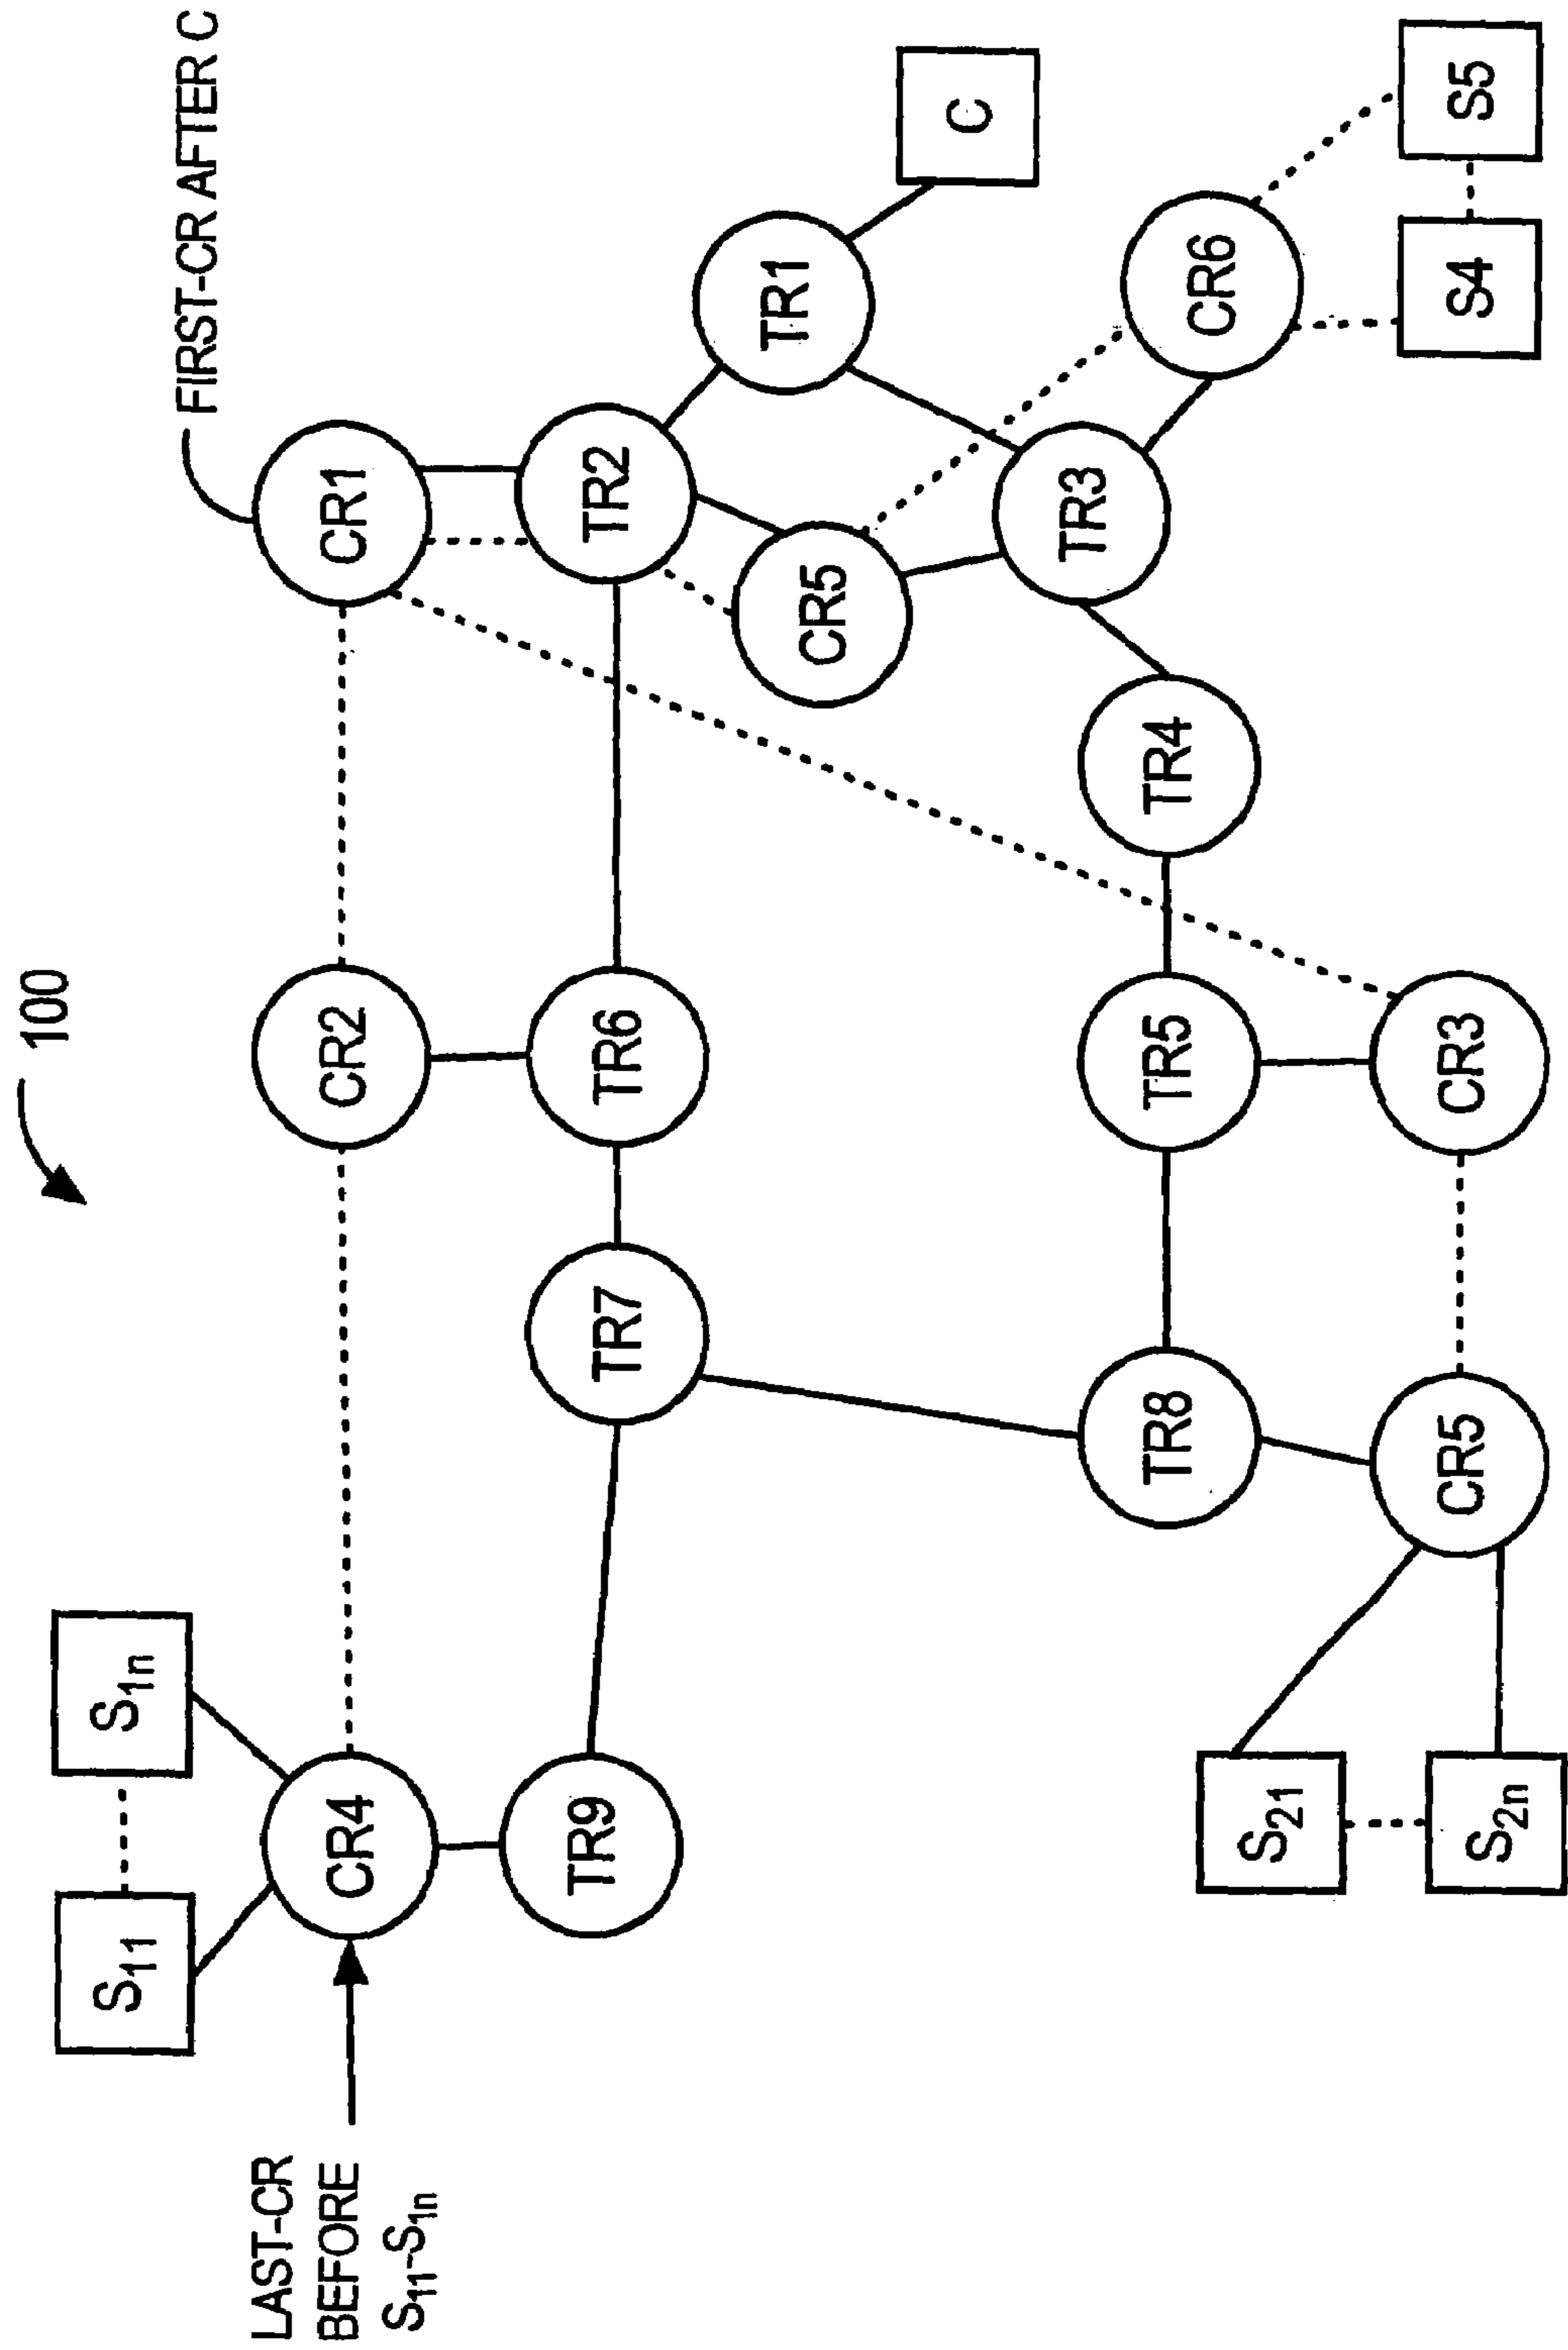 100
S11
S1n
FIRST-CR AFTER C
LAST-CR
BEFORE
S11-S1n
CR4
CR2
CR1
TR9
TR7
TR6
TR2
TR1
CR5
C
TR3
TR8
TR5
TR4
CR6
S21
CR5
CR3
S4
S5
S2n